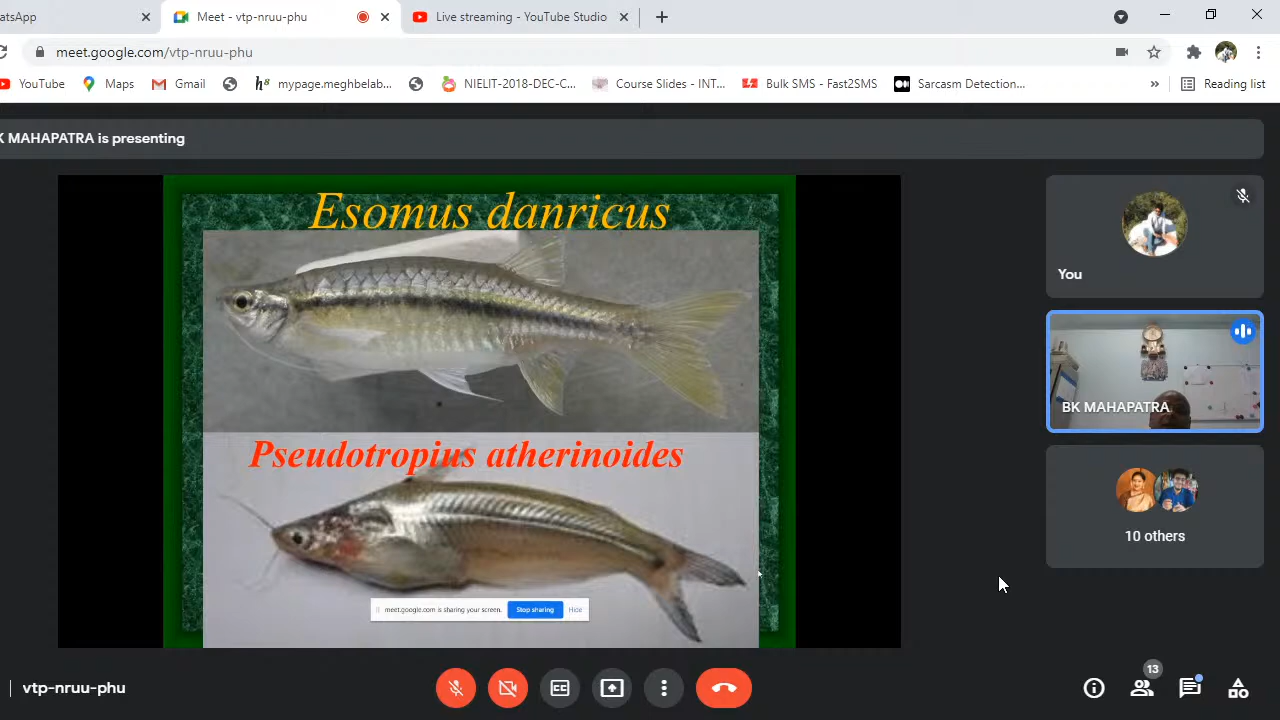 atsApp
Meet - vtp-nruu-phu
Live streaming - YouTube Studio
meet.google.com/vtp-nruu-phu
YouTube
Maps
Gmail
mypage.meghbelab...
NIELIT-2018-DEC-C...
Course Slides - INT...
Bulk SMS - Fast2SMS
Sarcasm Detection...
Reading list
K MAHAPATRA is presenting
Esomus danricus
Pseudotropius atherinoides
meet.google.com is sharing your screen.
Stop sharing
Hide
You
BK MAHAPATRA
10 others
vtp-nruu-phu
13